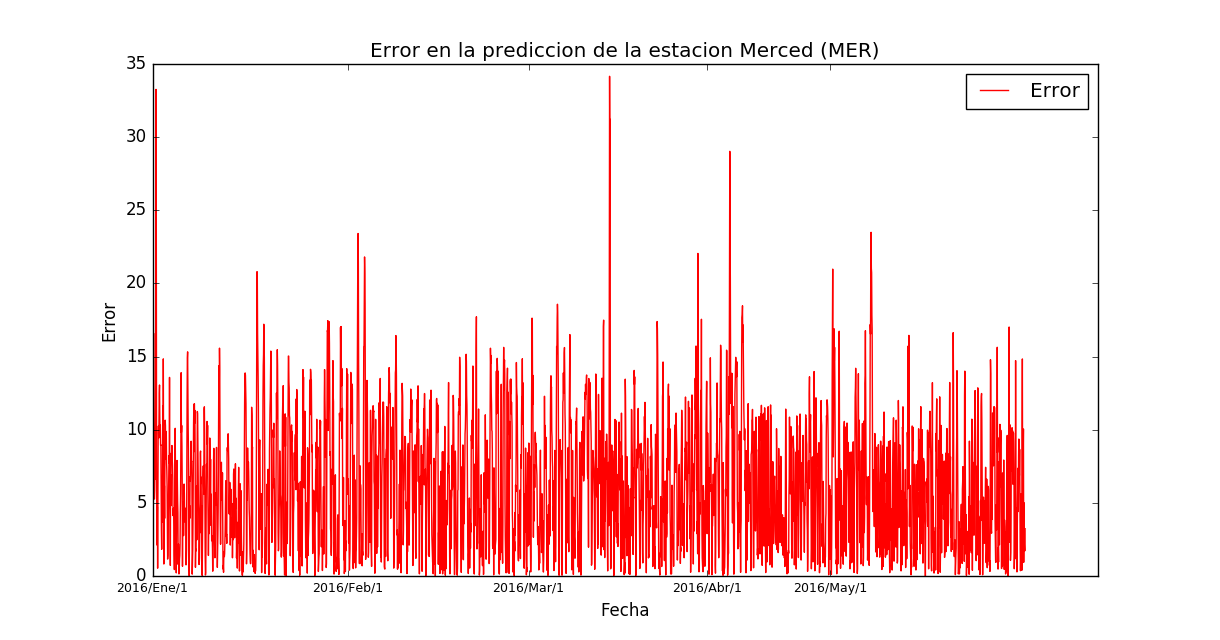 Error en la prediccion de la estacion Merced (MER)
Error
35
30
25
20
15
10
5
0
Error
2016/Ene/1
2016/Feb/1
2016/Mar/1
2016/Abr/1
2016/May/1
Fecha